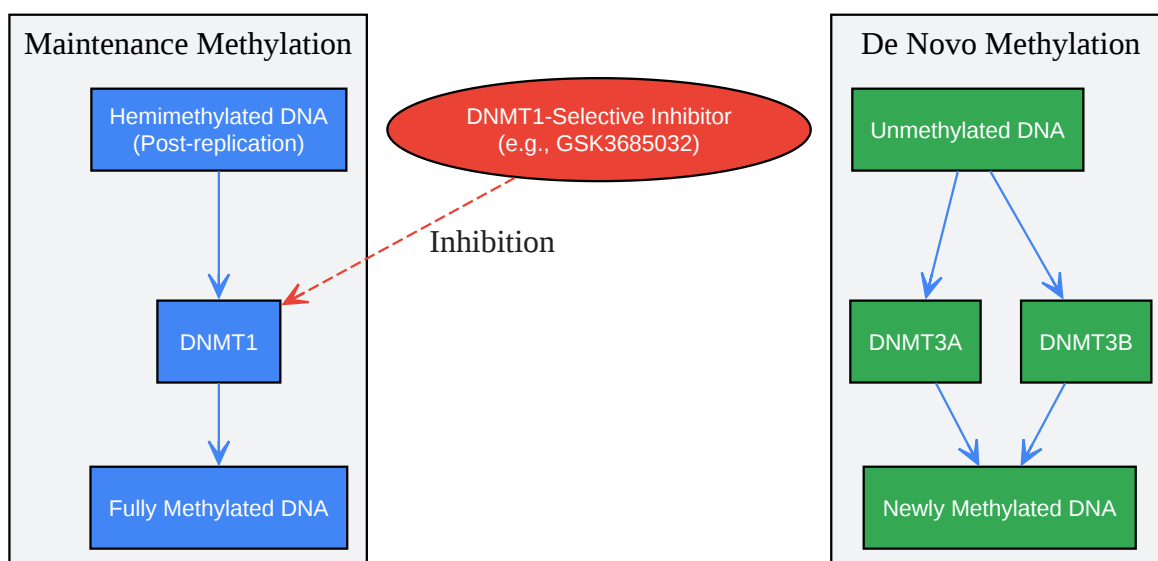 Maintenance Methylation
Hemimethylated DNA
(Post-replication)
DNMT1
Fully Methylated DNA
DNMT1-Selective Inhibitor
(e.g., GSK3685032)
Inhibition
De Novo Methylation
Unmethylated DNA
DNMT3A
DNMT3B
Newly Methylated DNA